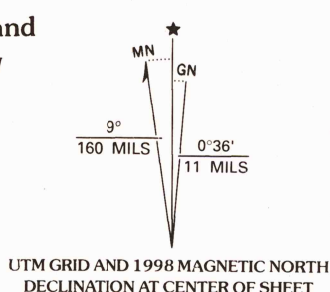 and
MN
GN
9°
160 MILS
0°36'
11 MILS
UTM GRID AND 1998 MAGNETIC NORTH
DECLINATION AT CENTER OF SHEET